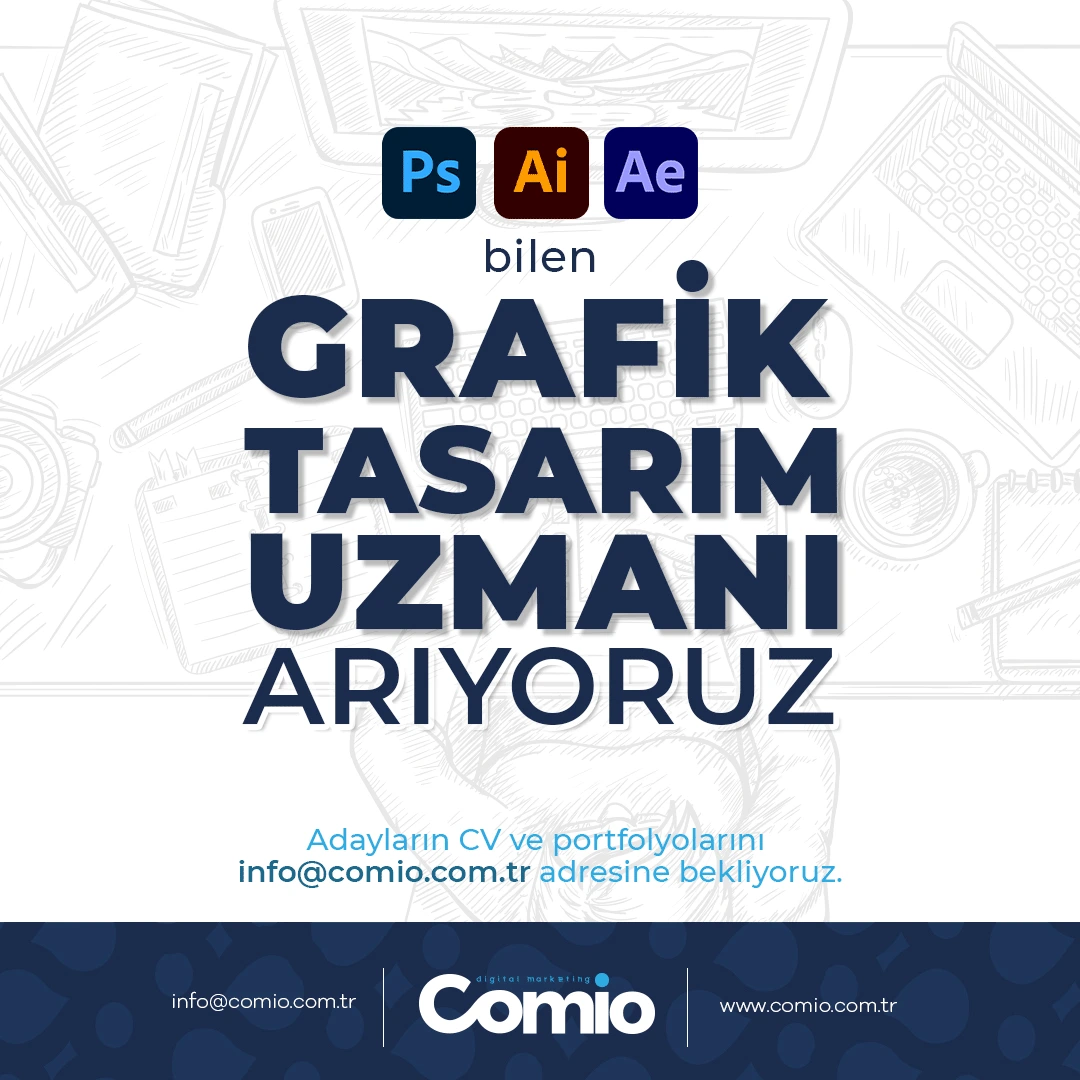 Ps Ai Ae
bilen
GRAFİK
TASARIM
UZMANI
ARIYORUZ
Adayların CV ve portfolyolarını
info@comio.com.tr adresine bekliyoruz.
info@comio.com.tr
digital marketing
Comio
www.comio.com.tr